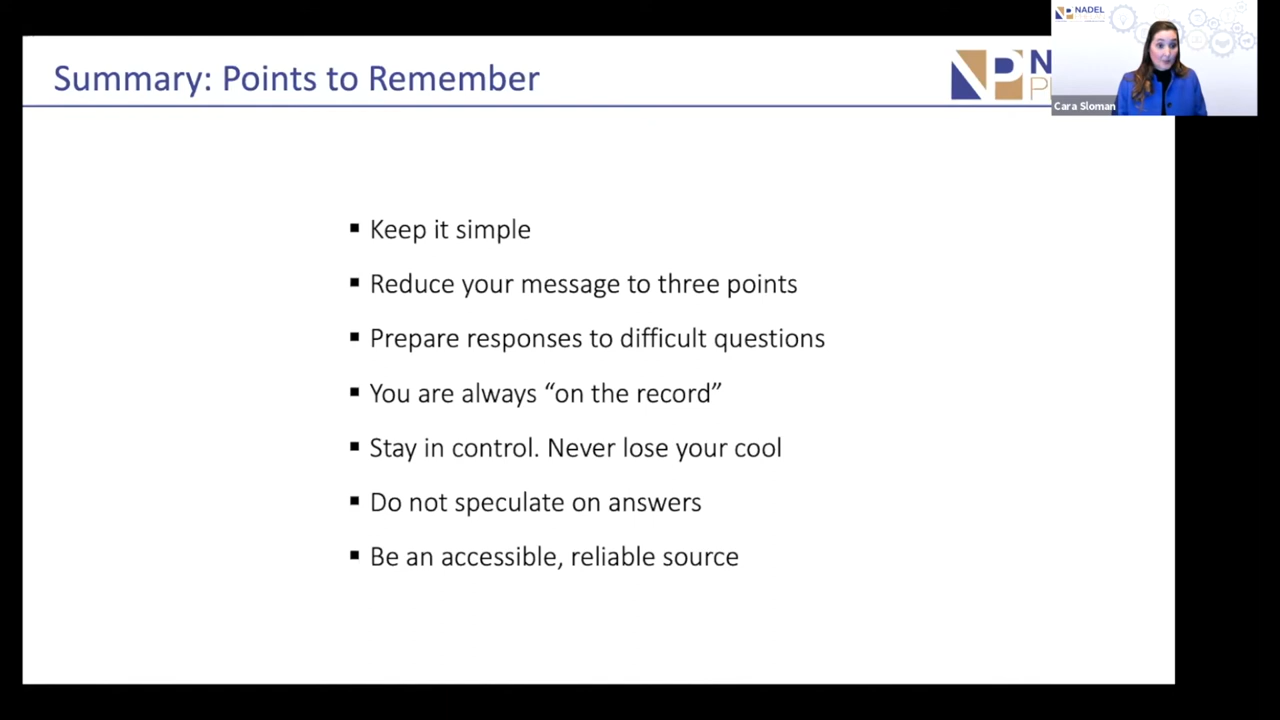 Summary: Points to Remember
NP
NADEL
Cara Sloman
▪ Keep it simple
▪ Reduce your message to three points
▪ Prepare responses to difficult questions
▪ You are always “on the record”
▪ Stay in control. Never lose your cool
▪ Do not speculate on answers
▪ Be an accessible, reliable source